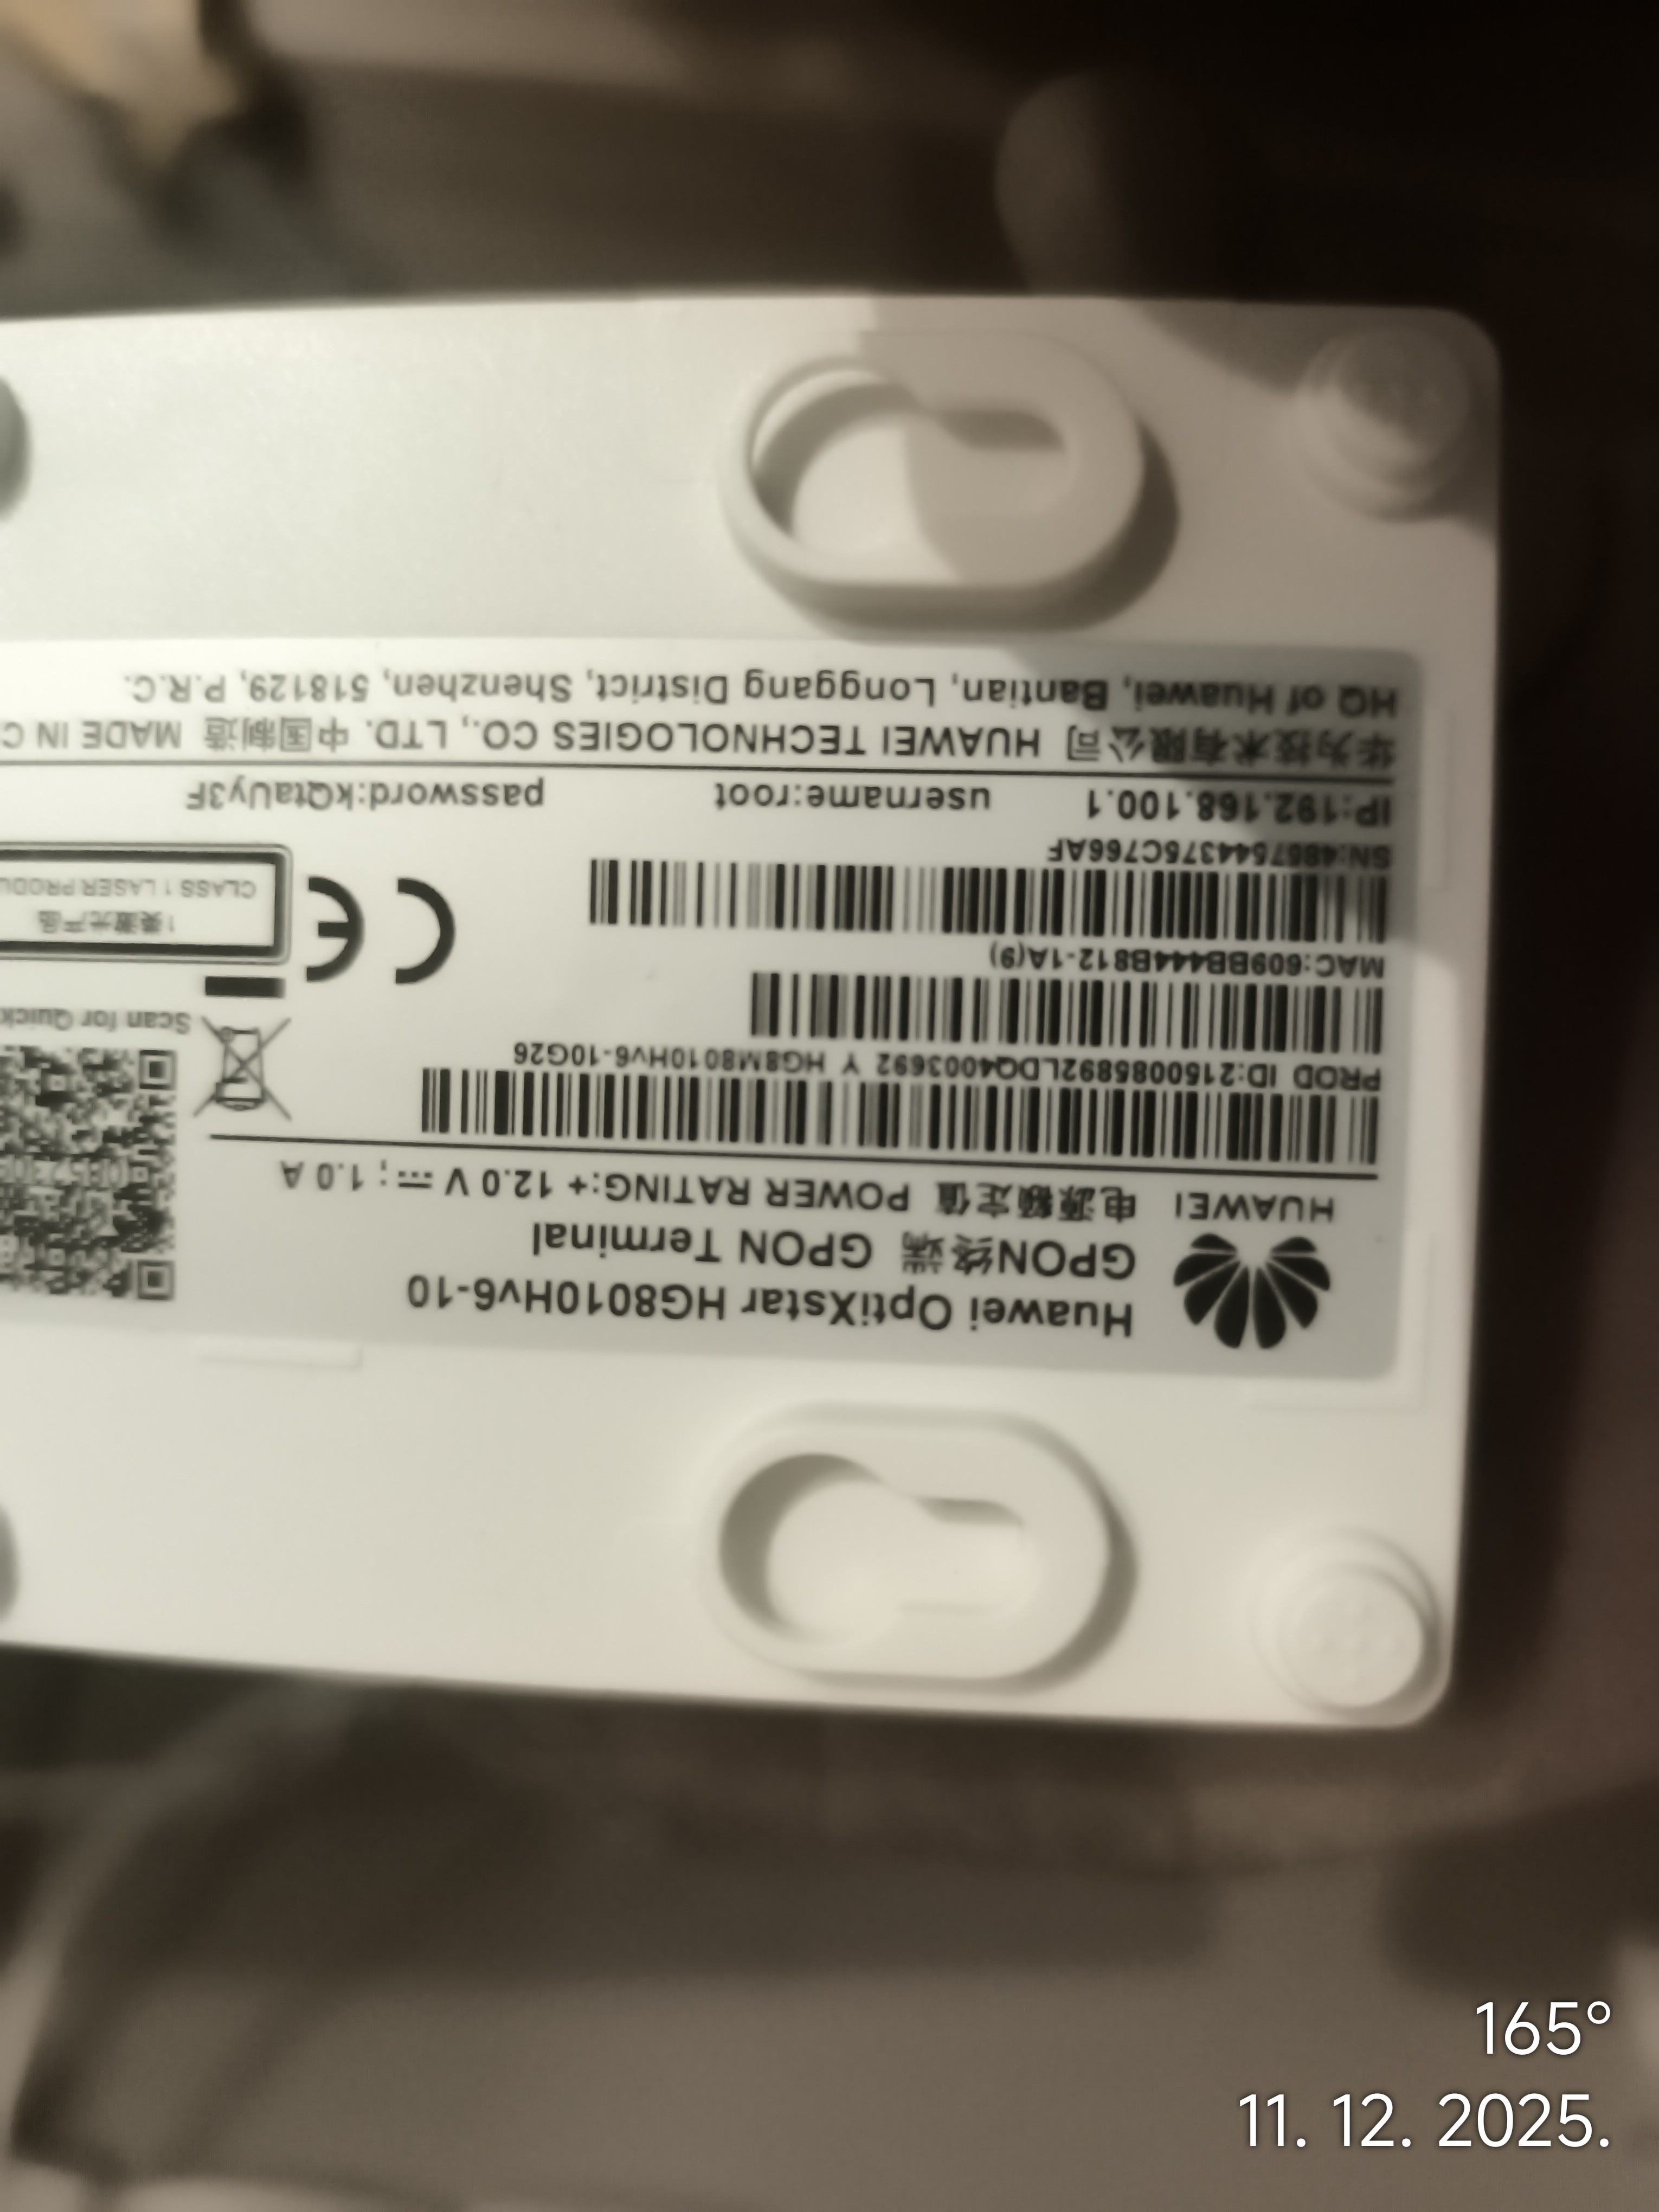 Huawei OptiXstar HG8010Hv6-10
GPON终端 GPON Terminal
HUAWEI
电源额定值 POWER RATING:+ 12.0 V ⎓; 1.0 A
PROD ID:2150085892LDQ4003692 Y HG8M8010Hv6-10G26
MAC:609BB444B812-1A(9)
SN:4857544375C766AF
Scan for Quick
1类激光产品
CLASS 1 LASER PRODU
IP:192.168.100.1 username:root password:kQtaUy3F
华为技术有限公司 HUAWEI TECHNOLOGIES CO., LTD. 中国制造 MADE IN C
HQ of Huawei, Bantian, Longgang District, Shenzhen, 518129, P.R.C.
165°
11. 12. 2025.